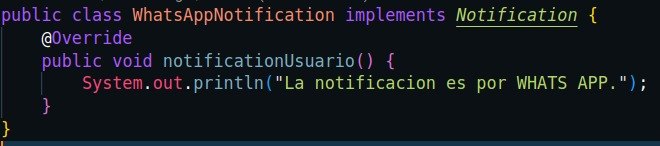 public class WhatsAppNotification implements Notification {
@Override
public void notificationUsuario() {
System.out.println("La notificacion es por WHATS APP.");
}
}